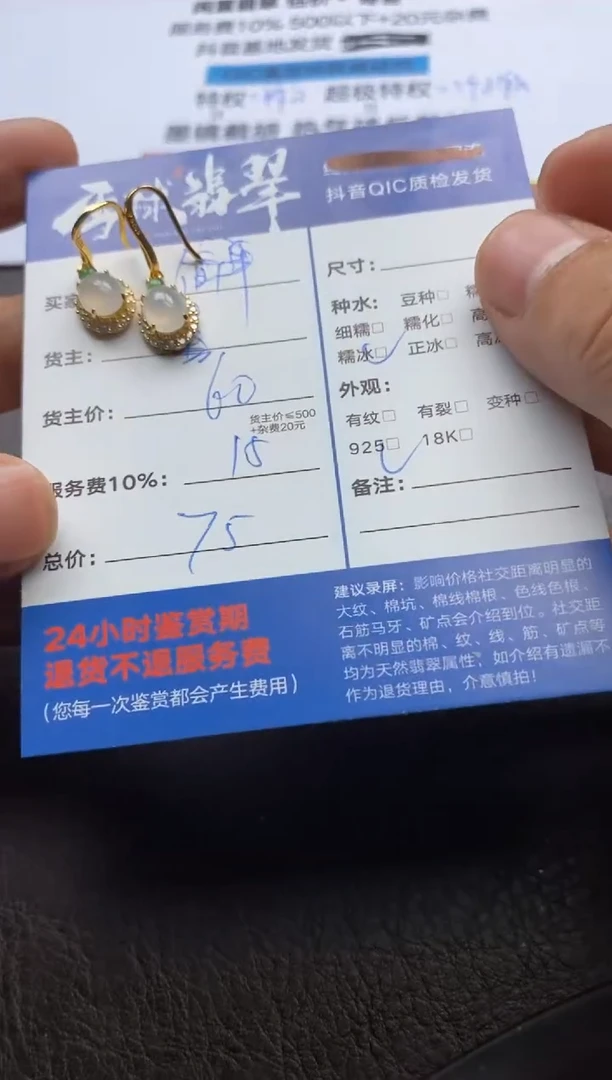 服务费10% 500以下+20元杂费
抖音基地发货
特权 超级特权
翡翠
抖音QIC质检发货
货主：
货主价： 60
货主价≤500
+杂费20元
服务费10%： 15
总价： 75
尺寸：
种水： 豆种□
细糯□ 糯化□ 高
糯冰□ 正冰□ 高
外观：
有纹□ 有裂□ 变种□
925□ 18K□
备注：
24小时鉴赏期
退货不退服务费
(您每一次鉴赏都会产生费用)
建议录屏：影响价格社交距离明显的
大纹、棉坑、棉线棉根、色线色根、
石筋马牙、矿点会介绍到位。社交距
离不明显的棉、纹、线、筋、矿点等
均为天然翡翠属性，如介绍有遗漏不
作为退货理由，介意慎拍！